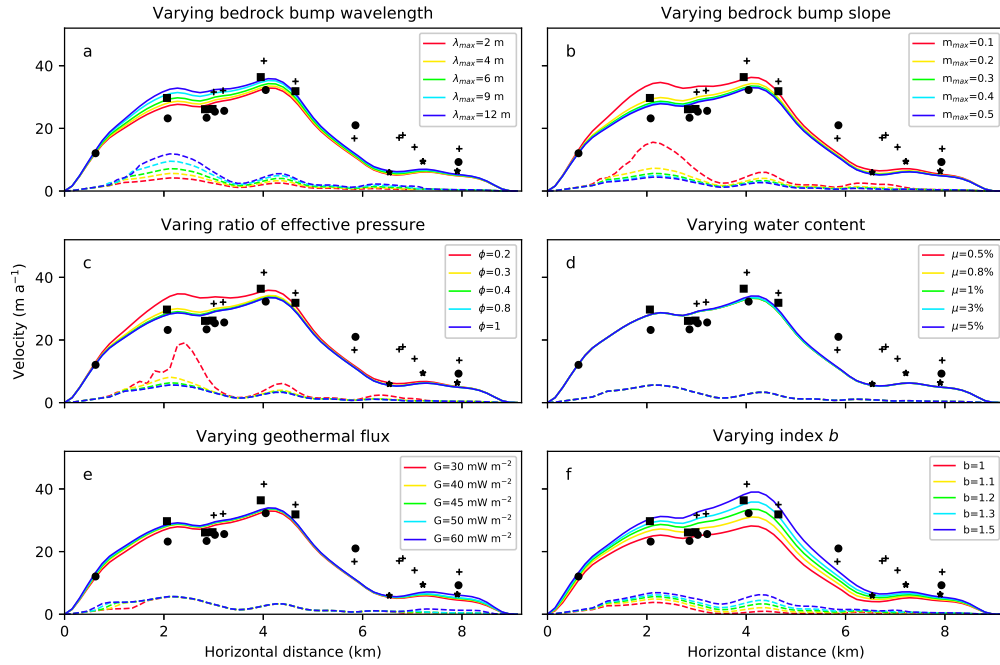 Varying bedrock bump wavelength
a
40
20
0
λmax=2 m
λmax=4 m
λmax=6 m
λmax=9 m
λmax=12 m
Varying bedrock bump slope
b
mmax=0.1
mmax=0.2
mmax=0.3
mmax=0.4
mmax=0.5
Varing ratio of effective pressure
c
40
20
0
Velocity (m a⁻¹)
ϕ=0.2
ϕ=0.3
ϕ=0.4
ϕ=0.8
ϕ=1
Varying water content
d
μ=0.5%
μ=0.8%
μ=1%
μ=3%
μ=5%
Varying geothermal flux
e
40
20
0
G=30 mW m⁻²
G=40 mW m⁻²
G=45 mW m⁻²
G=50 mW m⁻²
G=60 mW m⁻²
0 2 4 6 8
Horizontal distance (km)
Varying index b
f
b=1
b=1.1
b=1.2
b=1.3
b=1.5
0 2 4 6 8
Horizontal distance (km)